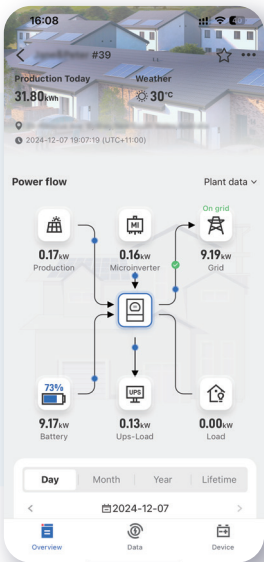 16:08
#39
Production Today
Weather
31.80kWh
30°C
2024-12-07 19:07:19 (UTC+11:00)
Power flow
Plant data
On grid
MI
0.17kW
0.16kW
9.19kW
Production
Microinverter
Grid
73%
UPS
9.17kW
0.13kW
0.00kW
Battery
Ups-Load
Load
Day
Month
Year
Lifetime
2024-12-07
Overview
Data
Device